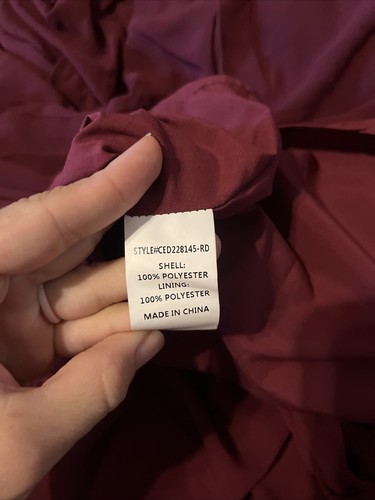 STYLE#CED228145-RD
SHELL:
100% POLYESTER
LINING:
100% POLYESTER
MADE IN CHINA